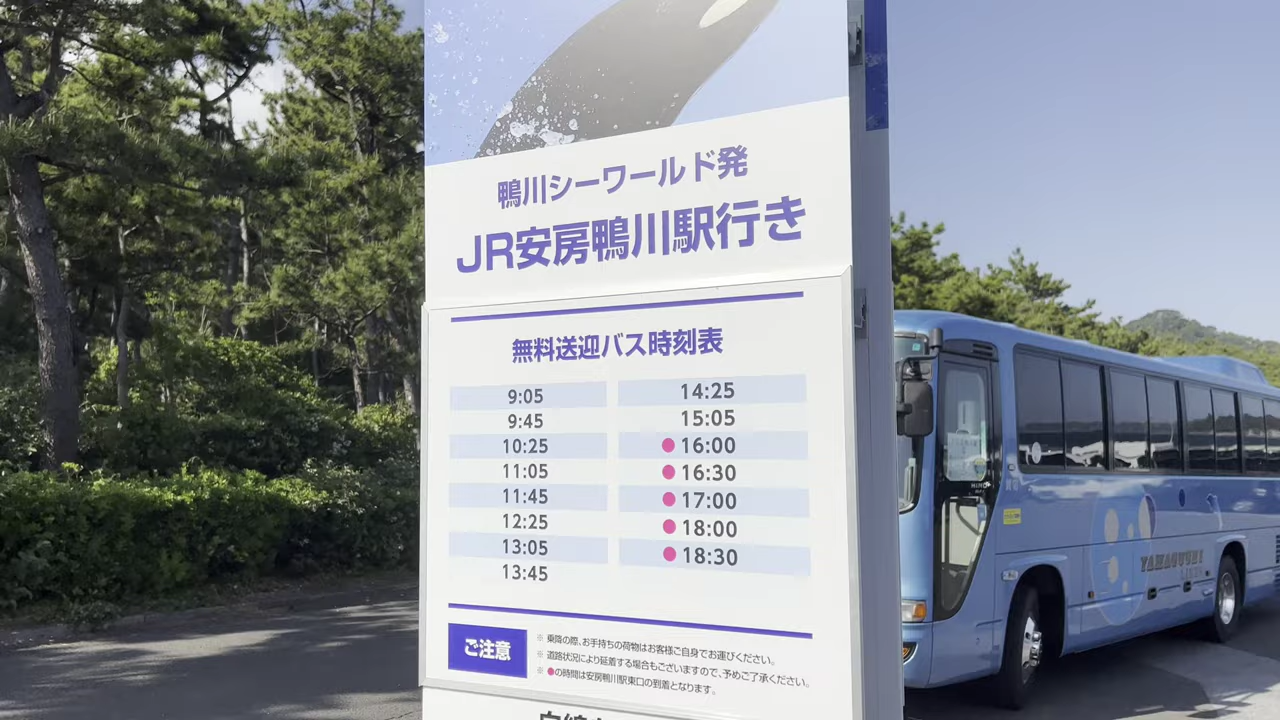 鴨川シーワールド発
JR安房鴨川駅行き
無料送迎バス時刻表
9:05 14:25
9:45 15:05
10:25 ●16:00
11:05 ●16:30
11:45 ●17:00
12:25 ●18:00
13:05 ●18:30
13:45
ご注意
※ 乗降の際、お手持ちの荷物はお客様ご自身でお運びください。
※ 道路状況により延着する場合もございますので、予めご了承ください。
※ ●の時間は安房鴨川駅東口の到着となります。
YAMAGUCHI